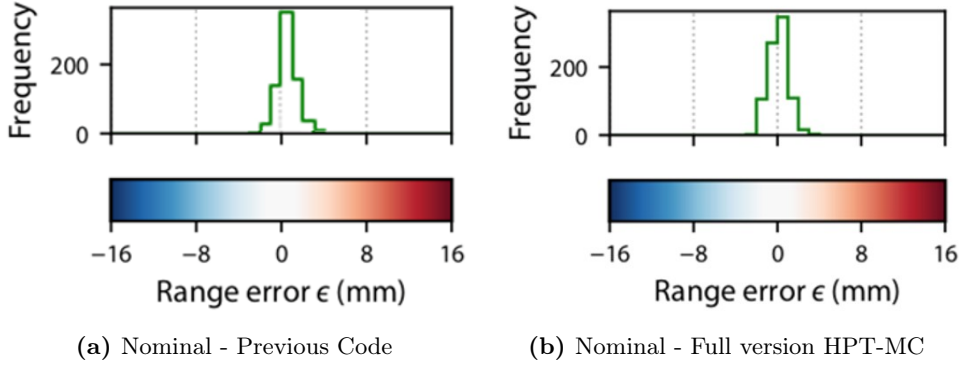 Frequency
200
0
−16 −8 0 8 16
Range error ϵ (mm)
(a) Nominal - Previous Code
Frequency
200
0
−16 −8 0 8 16
Range error ϵ (mm)
(b) Nominal - Full version HPT-MC